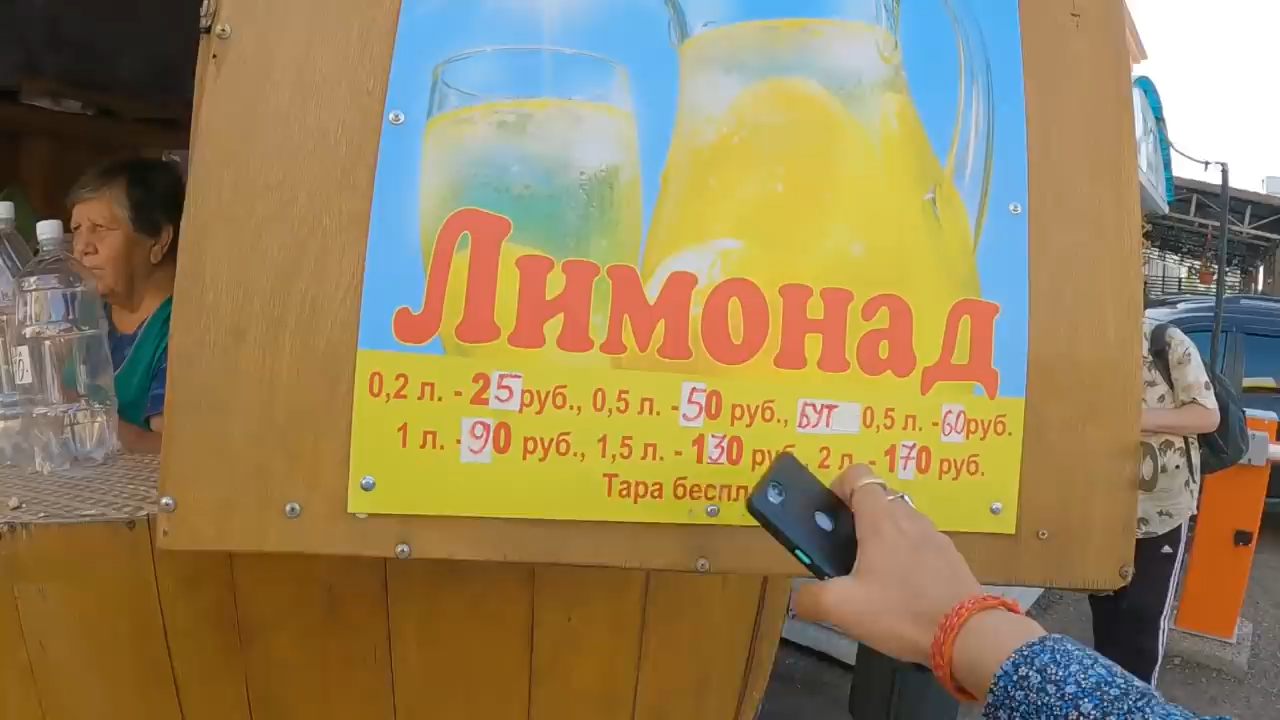 Лимонад
0,2 л. - 25 руб., 0,5 л. - 50 руб., БУТ 0,5 л. - 60 руб.
1 л. - 90 руб., 1,5 л. - 130 руб., 2 л. - 170 руб.
Тара